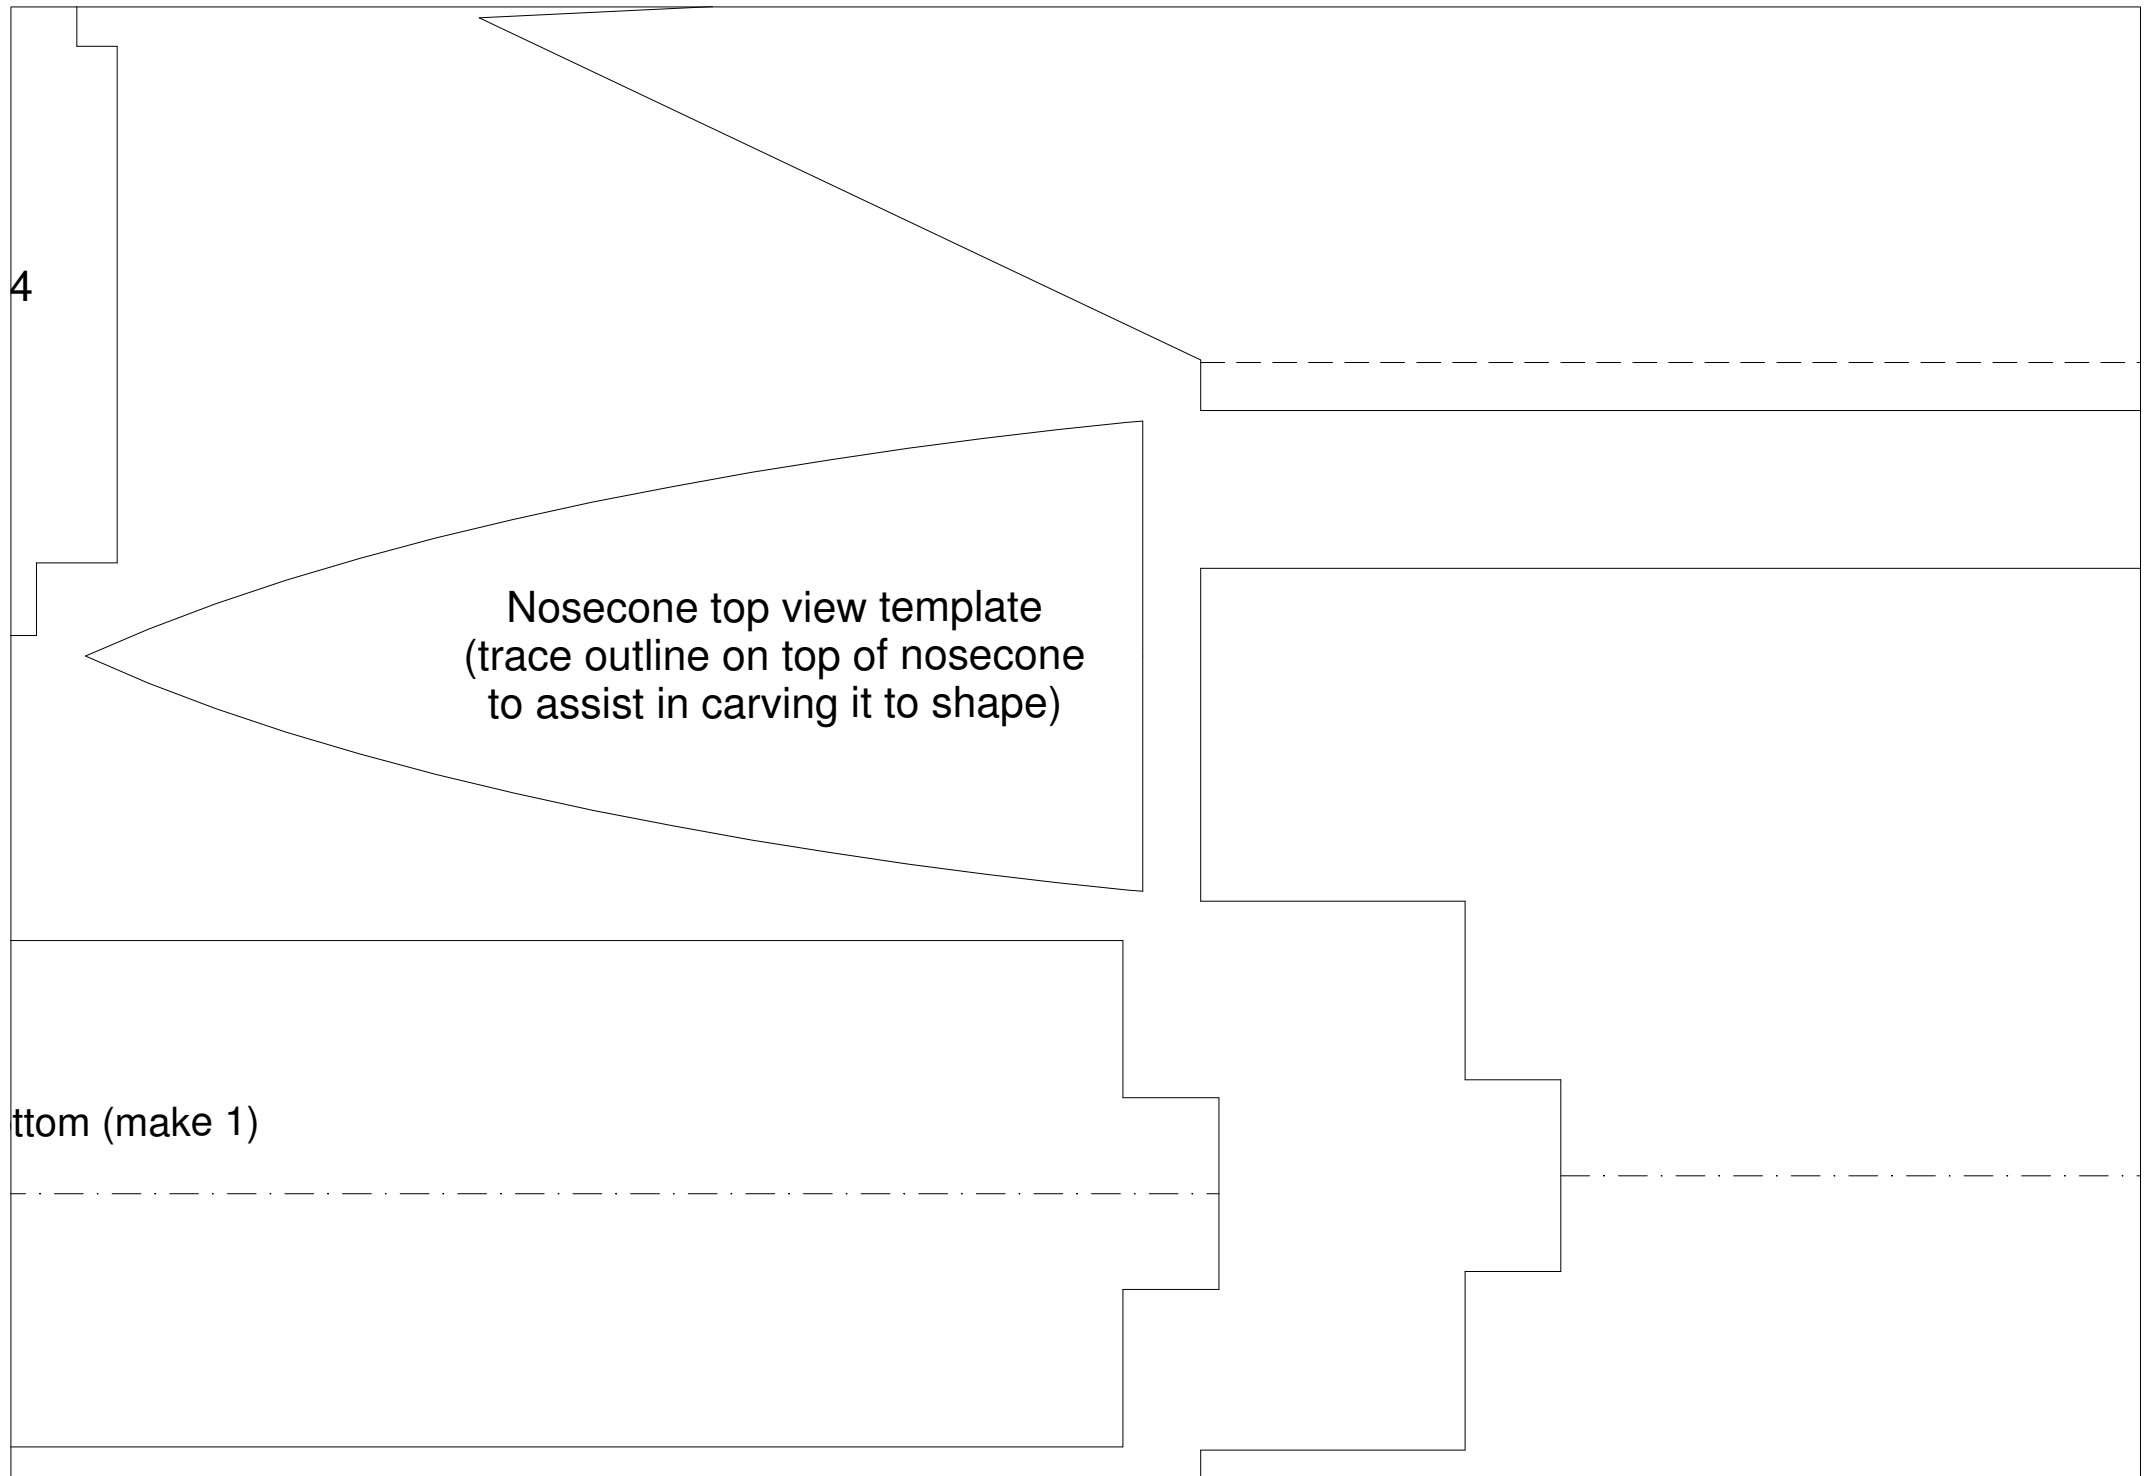 4
Nosecone top view template
(trace outline on top of nosecone
to assist in carving it to shape)
ttom (make 1)